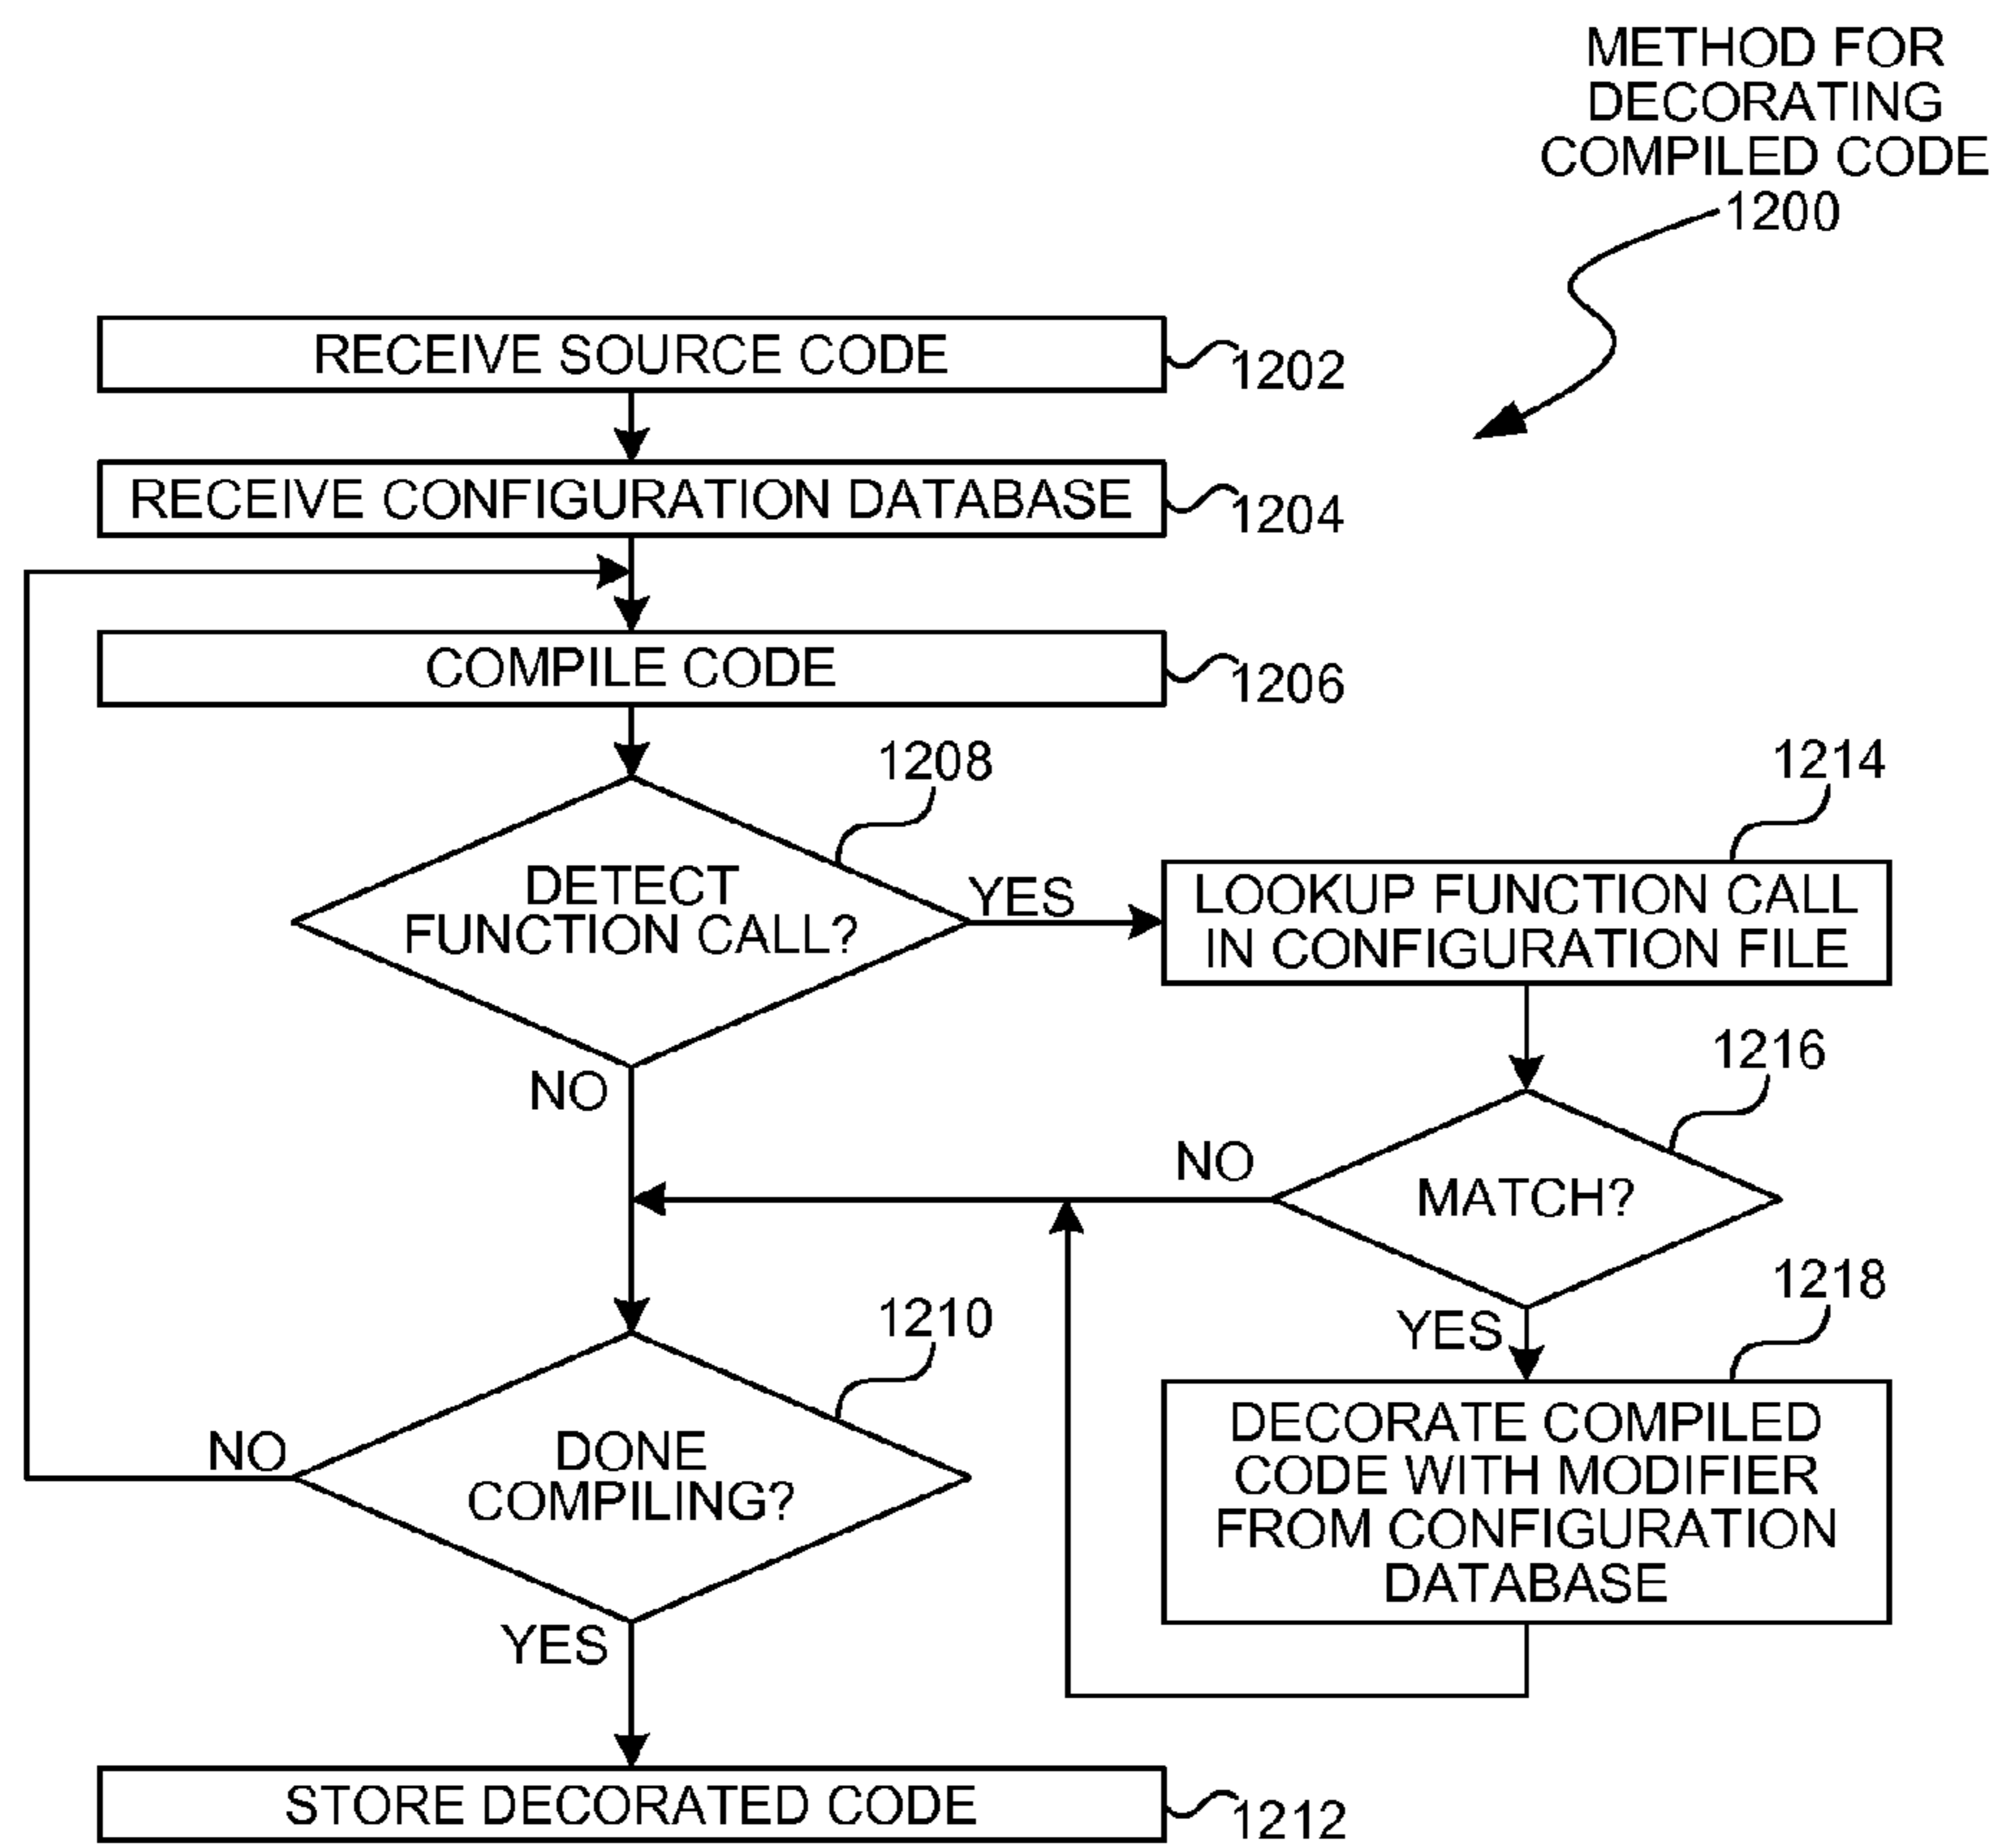 METHOD FOR
DECORATING
COMPILED CODE
1200
RECEIVE SOURCE CODE
1202
RECEIVE CONFIGURATION DATABASE
1204
COMPILE CODE
1206
1208
DETECT
FUNCTION CALL?
YES
NO
1214
LOOKUP FUNCTION CALL
IN CONFIGURATION FILE
1216
MATCH?
NO
YES
1218
DECORATE COMPILED
CODE WITH MODIFIER
FROM CONFIGURATION
DATABASE
1210
DONE
COMPILING?
NO
YES
STORE DECORATED CODE
1212